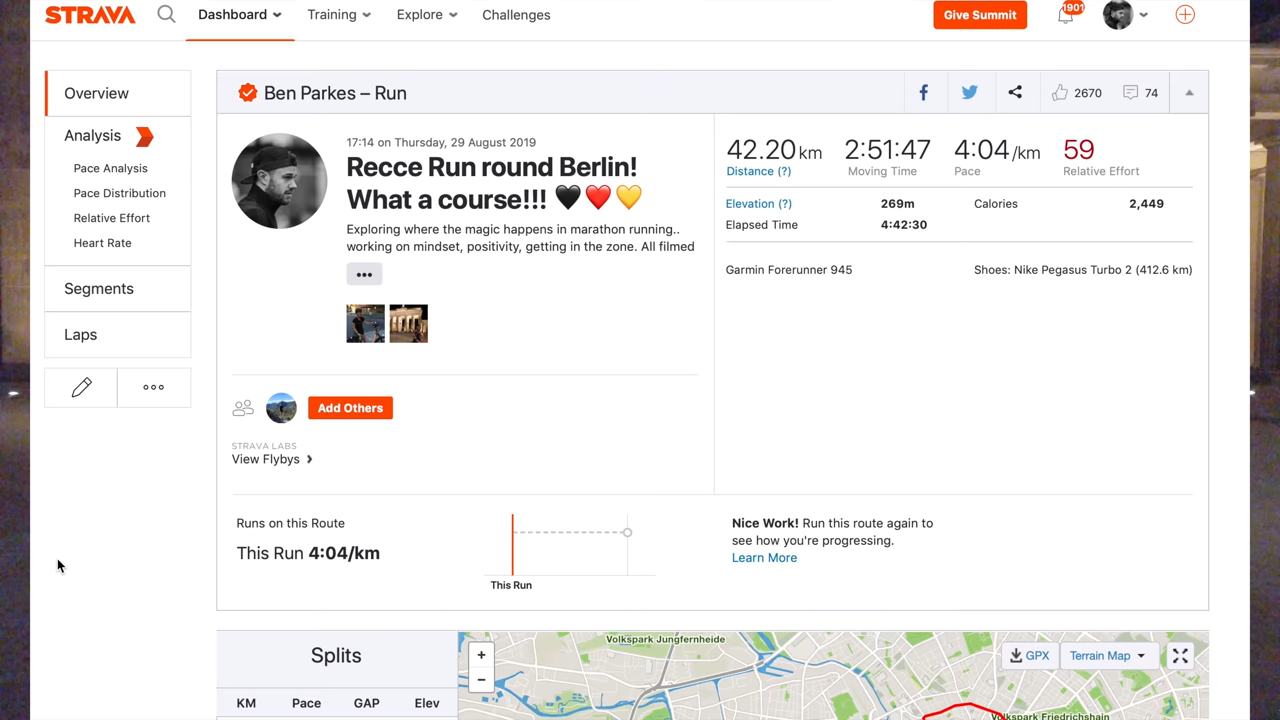 STRAVA
Dashboard
Training
Explore
Challenges
Give Summit
1901
Overview
Analysis
Pace Analysis
Pace Distribution
Relative Effort
Heart Rate
Segments
Laps
Ben Parkes – Run
2670
74
17:14 on Thursday, 29 August 2019
Recce Run round Berlin!
What a course!!! 🖤❤️💛
Exploring where the magic happens in marathon running..
working on mindset, positivity, getting in the zone. All filmed
Add Others
STRAVA LABS
View Flybys
42.20 km
Distance (?)
2:51:47
Moving Time
4:04 /km
Pace
59
Relative Effort
Elevation (?) 269m
Calories 2,449
Elapsed Time 4:42:30
Garmin Forerunner 945
Shoes: Nike Pegasus Turbo 2 (412.6 km)
Runs on this Route
This Run 4:04/km
This Run
Nice Work! Run this route again to
see how you're progressing.
Learn More
Splits
KM Pace GAP Elev
+
−
Volkspark Jungfernheide
GPX
Terrain Map
Volkspark Friedrichshain